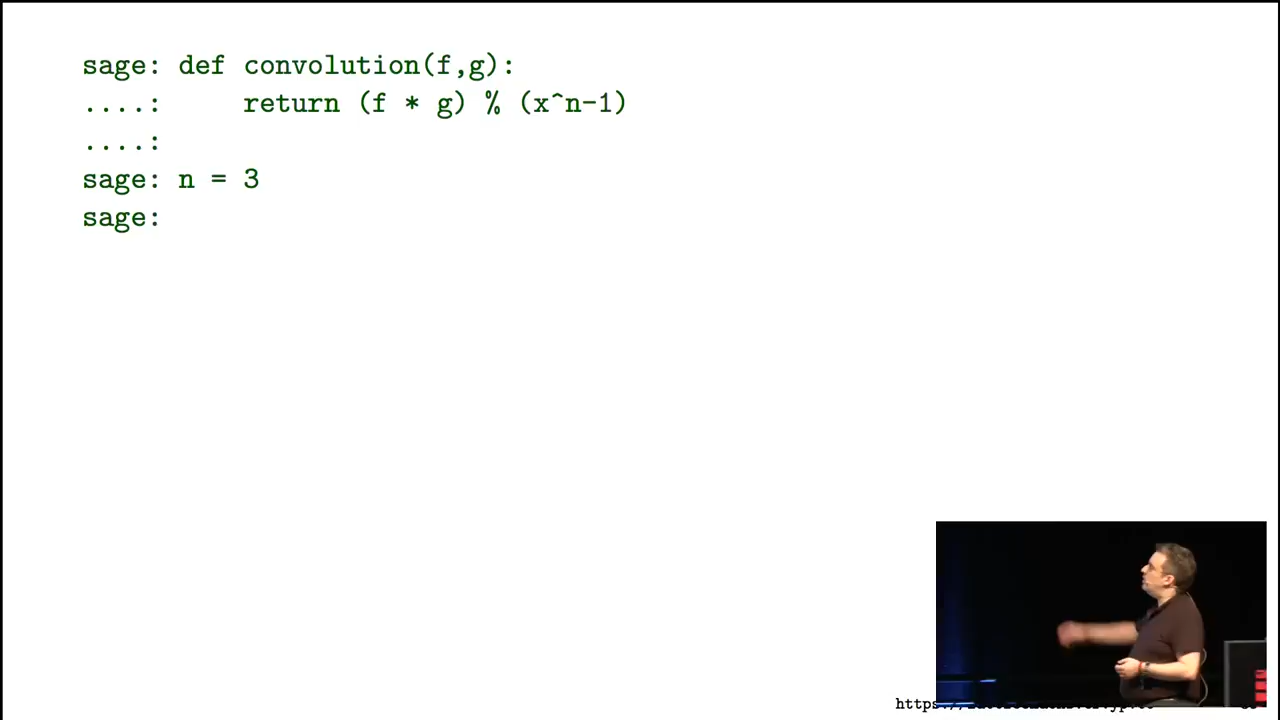 sage: def convolution(f,g):
....:     return (f * g) % (x^n-1)
....:
sage: n = 3
sage: